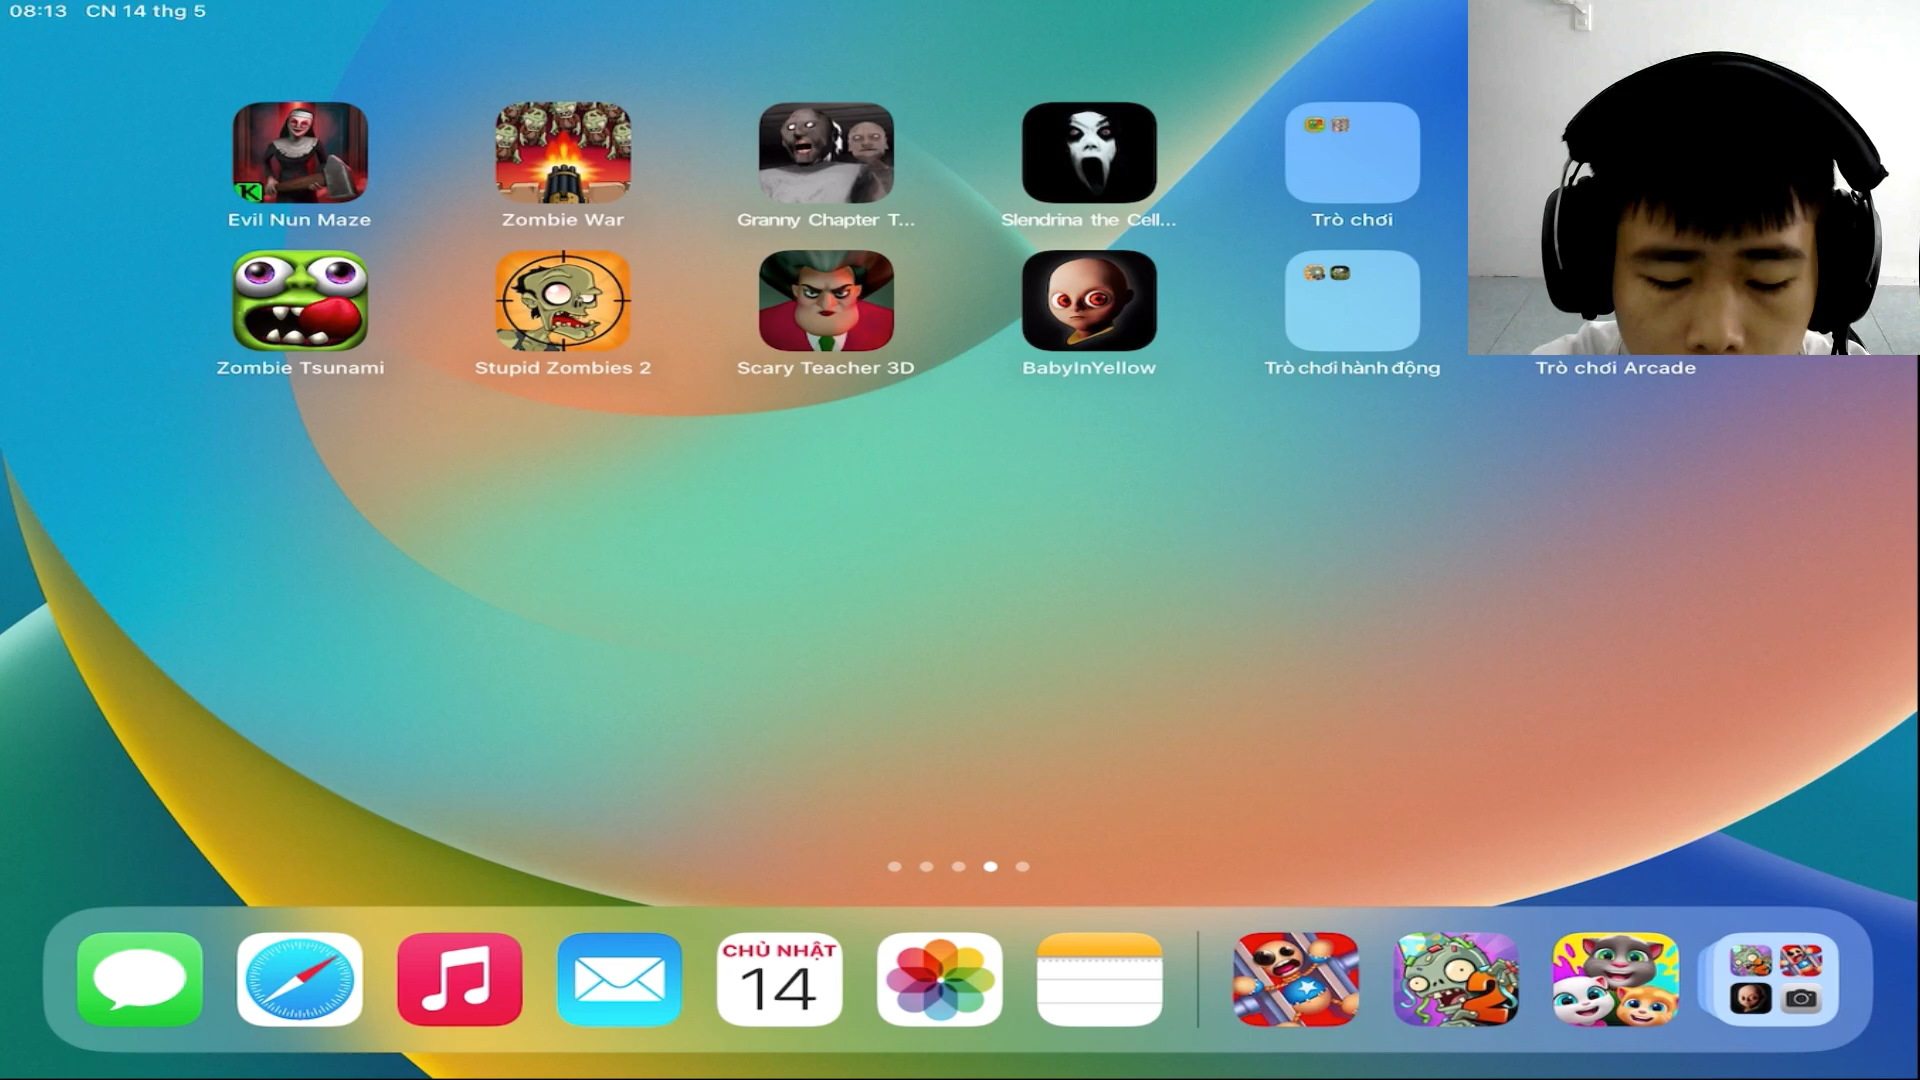 08:13 CN 14 thg 5
Evil Nun Maze
Zombie War
Granny Chapter T...
Slendrina the Cell...
Trò chơi
Zombie Tsunami
Stupid Zombies 2
Scary Teacher 3D
BabyInYellow
Trò chơi hành động
Trò chơi Arcade
K
CHỦ NHẬT
14
2